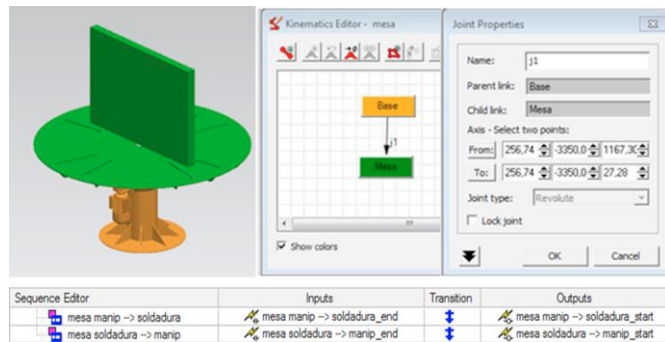 Kinematics Editor - mesa
Base
j1
Mesa
Show colors
Joint Properties
Name: j1
Parent link: Base
Child link: Mesa
Axis - Select two points:
From: 256,74 -3350,0 1167,30
To: 256,74 -3350,0 27,28
Joint type: Revolute
Lock joint
OK Cancel
Sequence Editor Inputs Transition Outputs
mesa manip --> soldadura mesa manip --> soldadura_end mesa manip --> soldadura_start
mesa soldadura --> manip mesa soldadura --> manip_end mesa soldadura --> manip_start